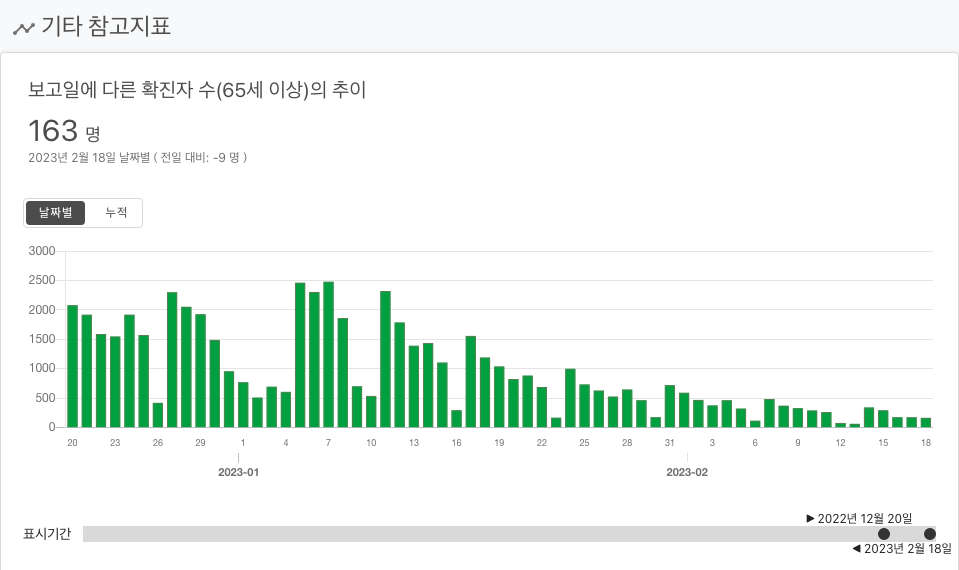 기타 참고지표
보고일에 다른 확진자 수(65세 이상)의 추이
163 명
2023년 2월 18일 날짜별 ( 전일 대비: -9 명 )
날짜별 누적
3000
2500
2000
1500
1000
500
0
20 23 26 29 1 4 7 10 13 16 19 22 25 28 31 3 6 9 12 15 18
2023-01 2023-02
▶ 2022년 12월 20일
표시기간
◀ 2023년 2월 18일